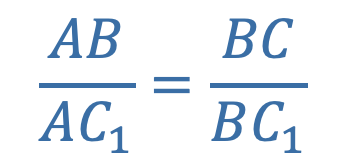 AB/AC₁ = BC/BC₁